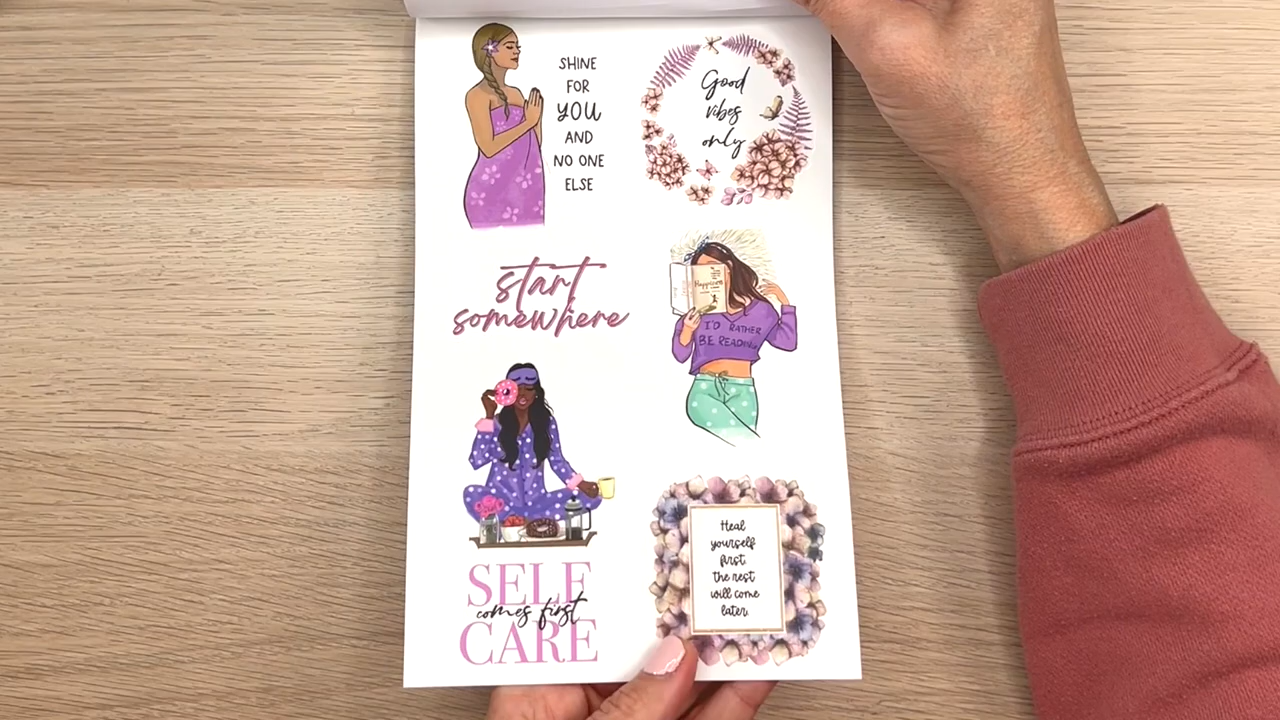 SHINE
FOR
YOU
AND
NO ONE
ELSE
Good
vibes
only
start
somewhere
Happiness
I'D RATHER
BE READING
SELF
comes first
CARE
Heal
yourself
first
the rest
will come
later.